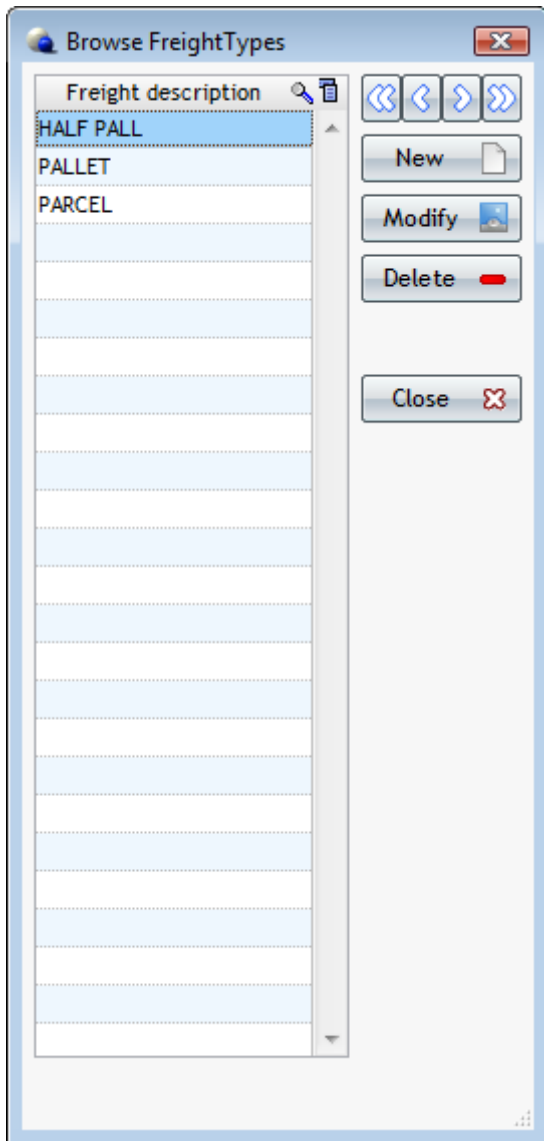 Browse FreightTypes
Freight description
HALF PALL
PALLET
PARCEL
New
Modify
Delete
Close